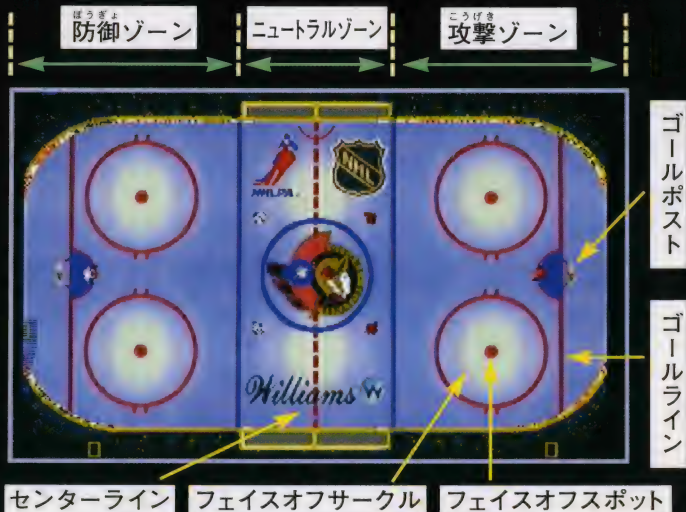 ぼうぎょ
防御ゾーン
ニュートラルゾーン
こうげき
攻撃ゾーン
NHLPA.
NHL
ゴールポスト
ゴールライン
Williams W
センターライン
フェイスオフサークル
フェイスオフスポット